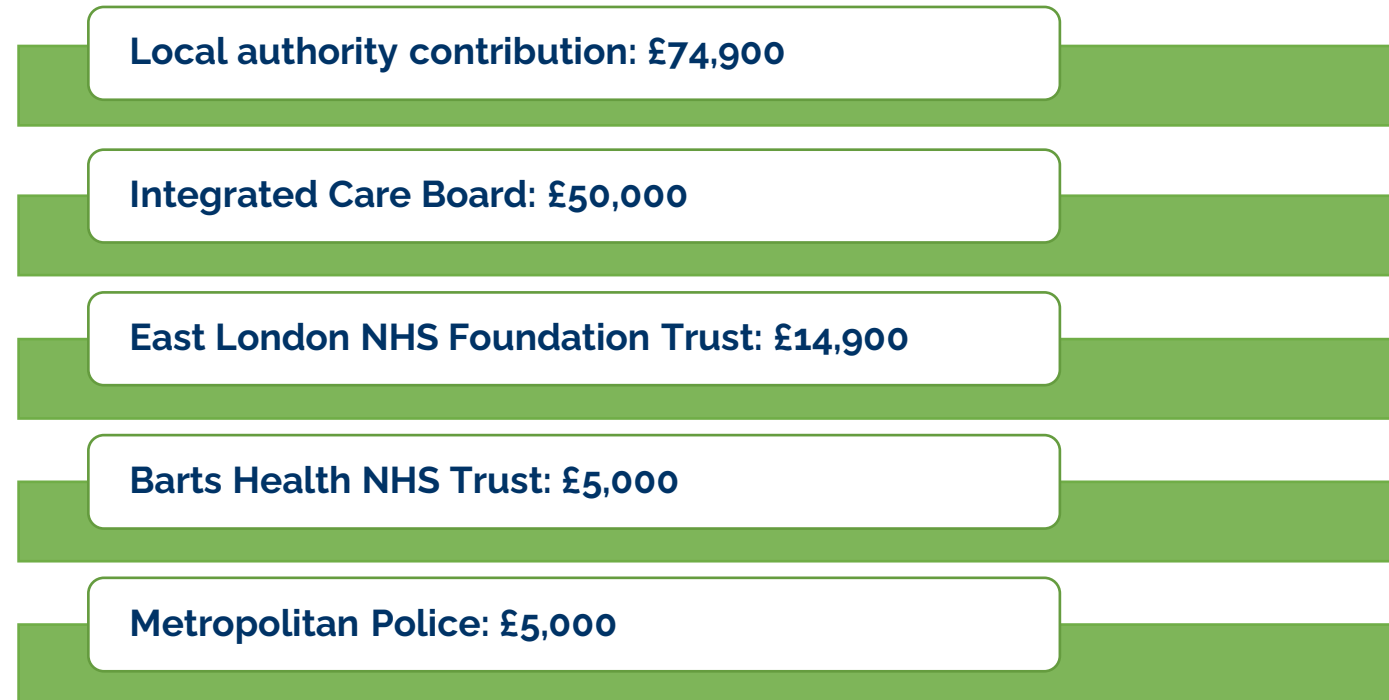 Local authority contribution: £74,900
Integrated Care Board: £50,000
East London NHS Foundation Trust: £14,900
Barts Health NHS Trust: £5,000
Metropolitan Police: £5,000